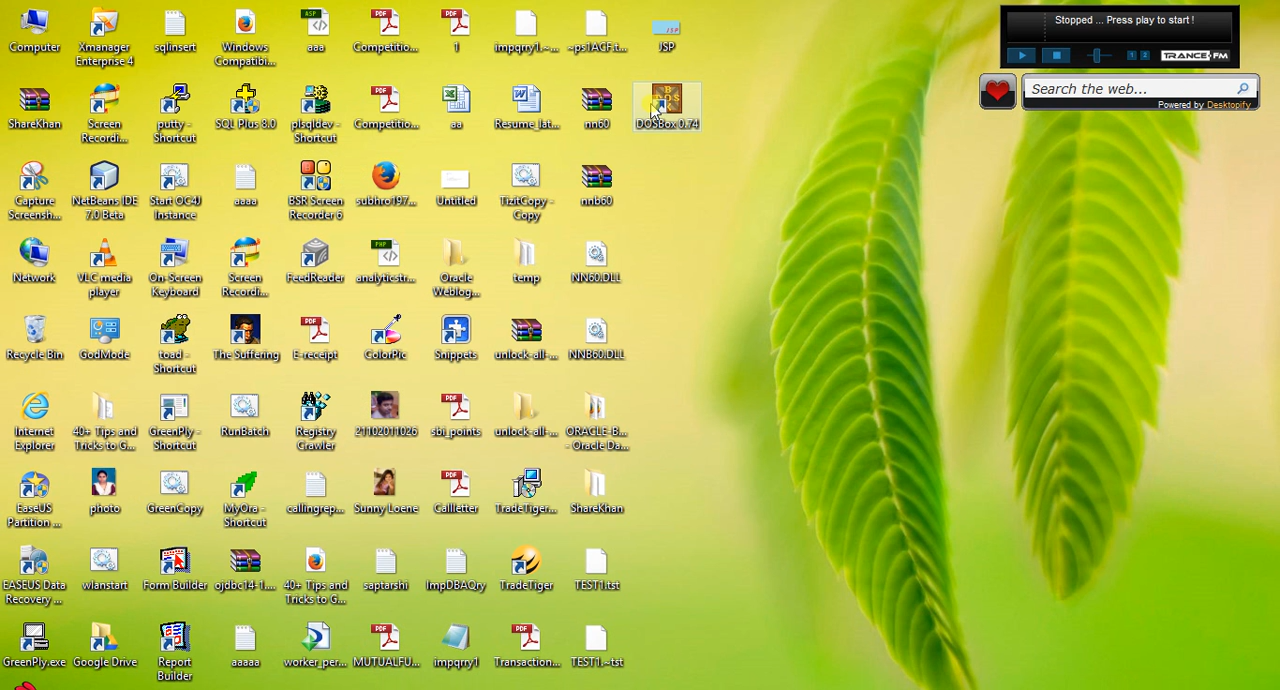 Computer
Xmanager
Enterprise 4
sqlinsert
Windows
Compatibi...
aaa
Competitio...
1
impqrry1.~...
~ps1ACF.t...
JSP
ShareKhan
Screen
Recordi...
putty -
Shortcut
SQL Plus 8.0
plsqldev -
Shortcut
Competitio...
aa
Resume_lat...
nn60
DOSBox 0.74
Capture
Screensh...
NetBeans IDE
7.0 Beta
Start OC4J
Instance
aaaa
BSR Screen
Recorder 6
subhro197...
Untitled
TizitCopy -
Copy
nnb60
Network
VLC media
player
On-Screen
Keyboard
Screen
Recordi...
FeedReader
analyticstr...
Oracle
Weblog...
temp
NN60.DLL
Recycle Bin
GodMode
toad -
Shortcut
The Suffering
E-receipt
ColorPic
Snippets
unlock-all-...
NNB60.DLL
Internet
Explorer
40+ Tips and
Tricks to G...
GreenPly -
Shortcut
RunBatch
Registry
Crawler
21102011026
sbi_points
unlock-all-...
ORACLE-B...
- Oracle Da...
EaseUS
Partition ...
photo
GreenCopy
MyOra -
Shortcut
callingrep...
Sunny Loene
Callletter
TradeTiger...
ShareKhan
EASEUS Data
Recovery ...
wlanstart
Form Builder
ojdbc14-1....
40+ Tips and
Tricks to G...
saptarshi
ImpDBAQry
TradeTiger
TEST1.tst
GreenPly.exe
Google Drive
Report
Builder
aaaaa
worker_per...
MUTUALFU...
impqrry1
Transaction...
TEST1.~tst
Stopped ... Press play to start !
1 2
TRANCE.FM
Search the web...
Powered by Desktopify